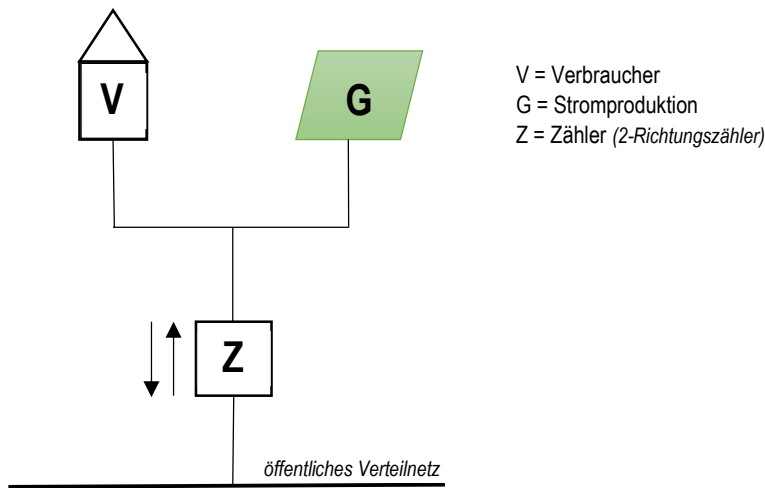 V
G
V = Verbraucher
G = Stromproduktion
Z = Zähler (2-Richtungszähler)
Z
öffentliches Verteilnetz